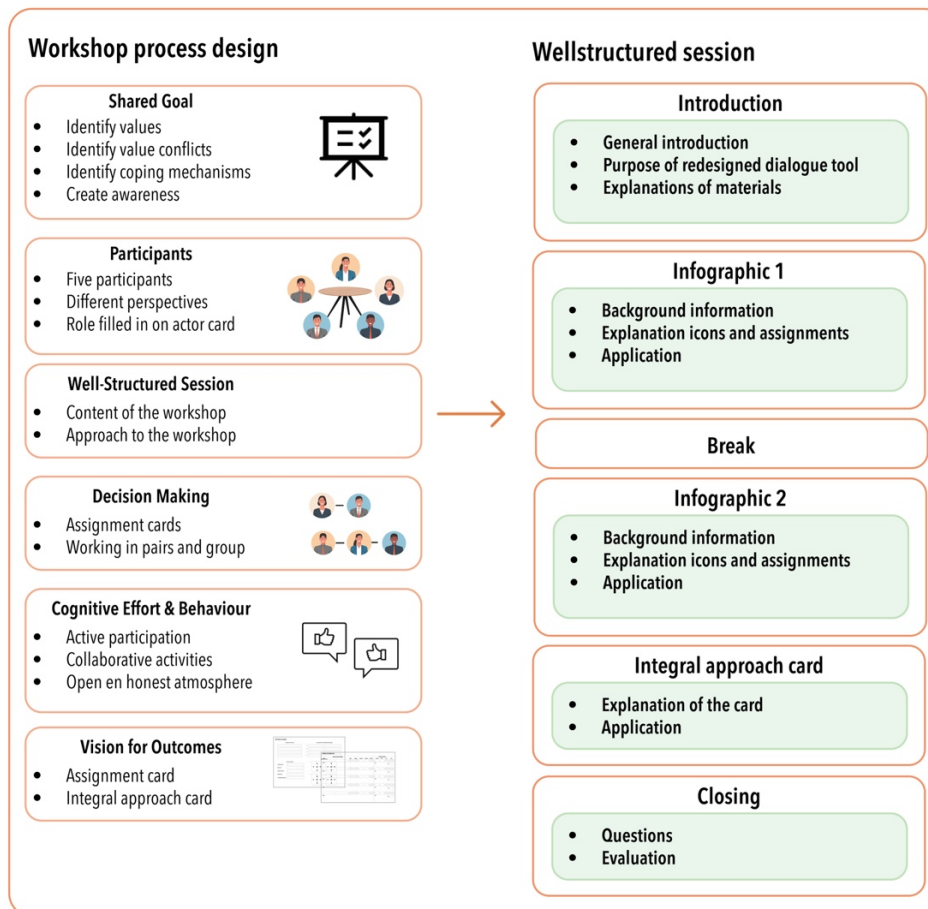 Workshop process design
Shared Goal
• Identify values
• Identify value conflicts
• Identify coping mechanisms
• Create awareness
Participants
• Five participants
• Different perspectives
• Role filled in on actor card
Well-Structured Session
• Content of the workshop
• Approach to the workshop
Decision Making
• Assignment cards
• Working in pairs and group
Cognitive Effort & Behaviour
• Active participation
• Collaborative activities
• Open en honest atmosphere
Vision for Outcomes
• Assignment card
• Integral approach card
Wellstructured session
Introduction
• General introduction
• Purpose of redesigned dialogue tool
• Explanations of materials
Infographic 1
• Background information
• Explanation icons and assignments
• Application
Break
Infographic 2
• Background information
• Explanation icons and assignments
• Application
Integral approach card
• Explanation of the card
• Application
Closing
• Questions
• Evaluation